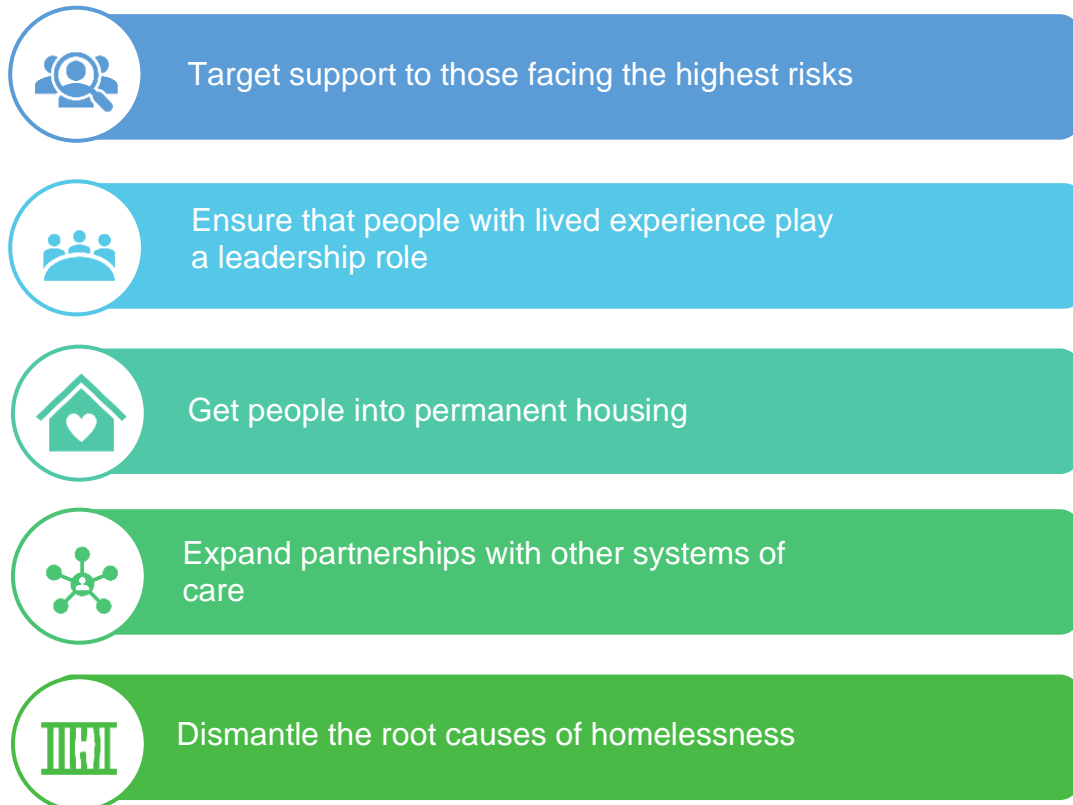 Target support to those facing the highest risks
Ensure that people with lived experience play
a leadership role
Get people into permanent housing
Expand partnerships with other systems of
care
Dismantle the root causes of homelessness